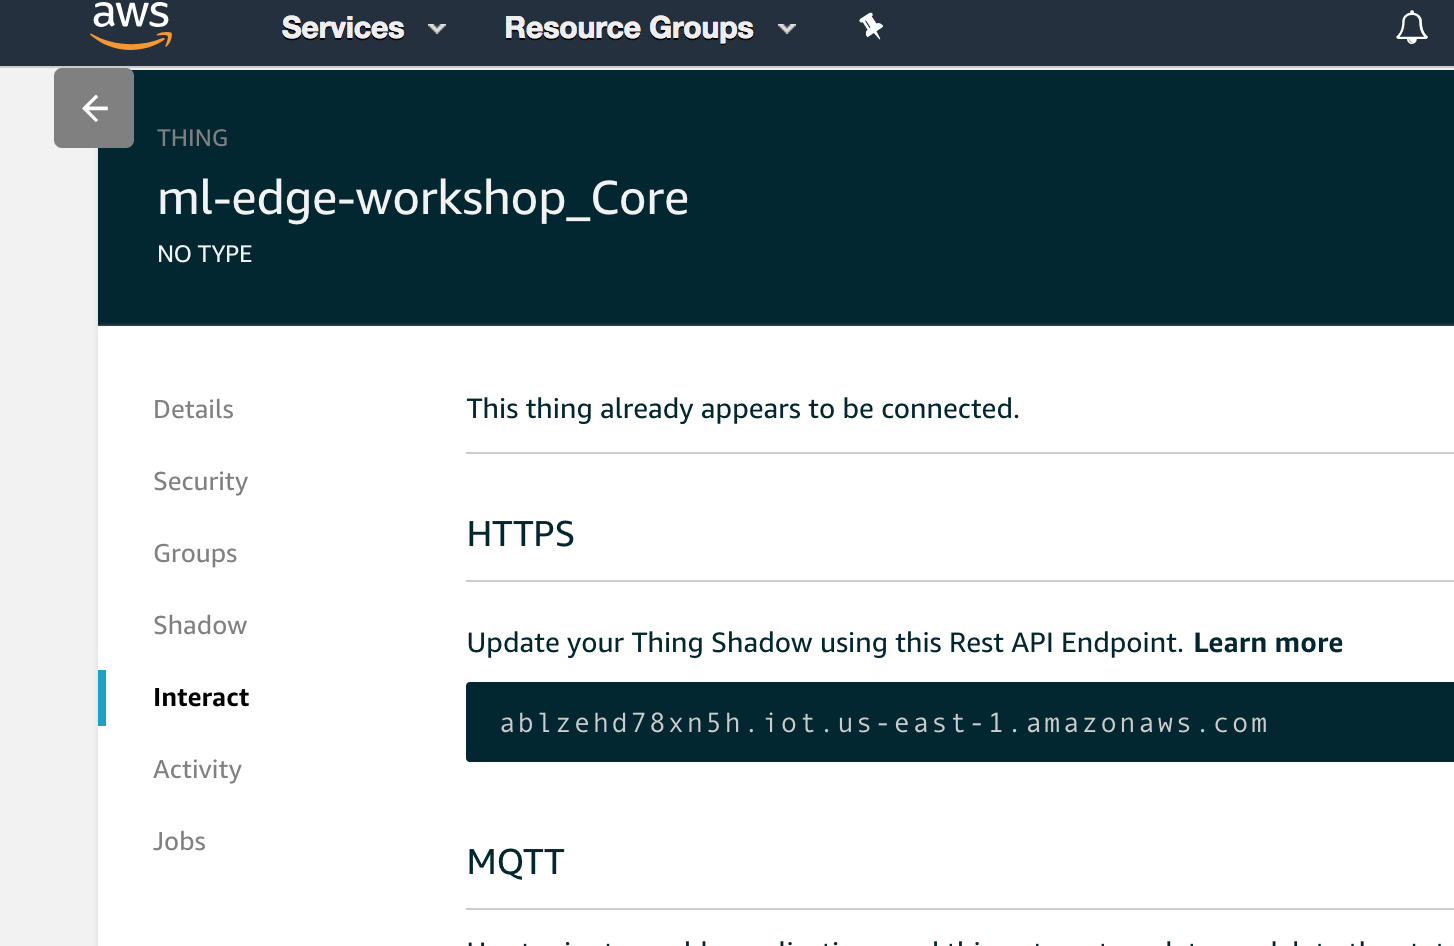 aws
Services
Resource Groups
THING
ml-edge-workshop_Core
NO TYPE
Details
Security
Groups
Shadow
Interact
Activity
Jobs
This thing already appears to be connected.
HTTPS
Update your Thing Shadow using this Rest API Endpoint. Learn more
ablzehd78xn5h.iot.us-east-1.amazonaws.com
MQTT